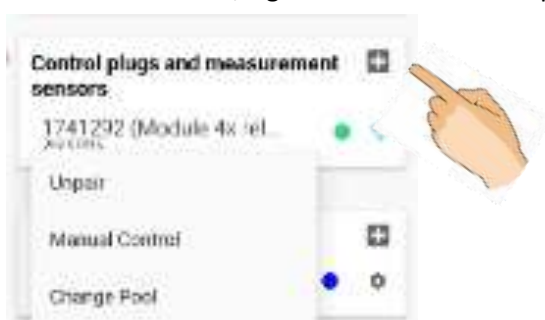 Control plugs and measurement
sensors
1741292 (Module 4x rel...
Unpair
Manual Control
Change Pool